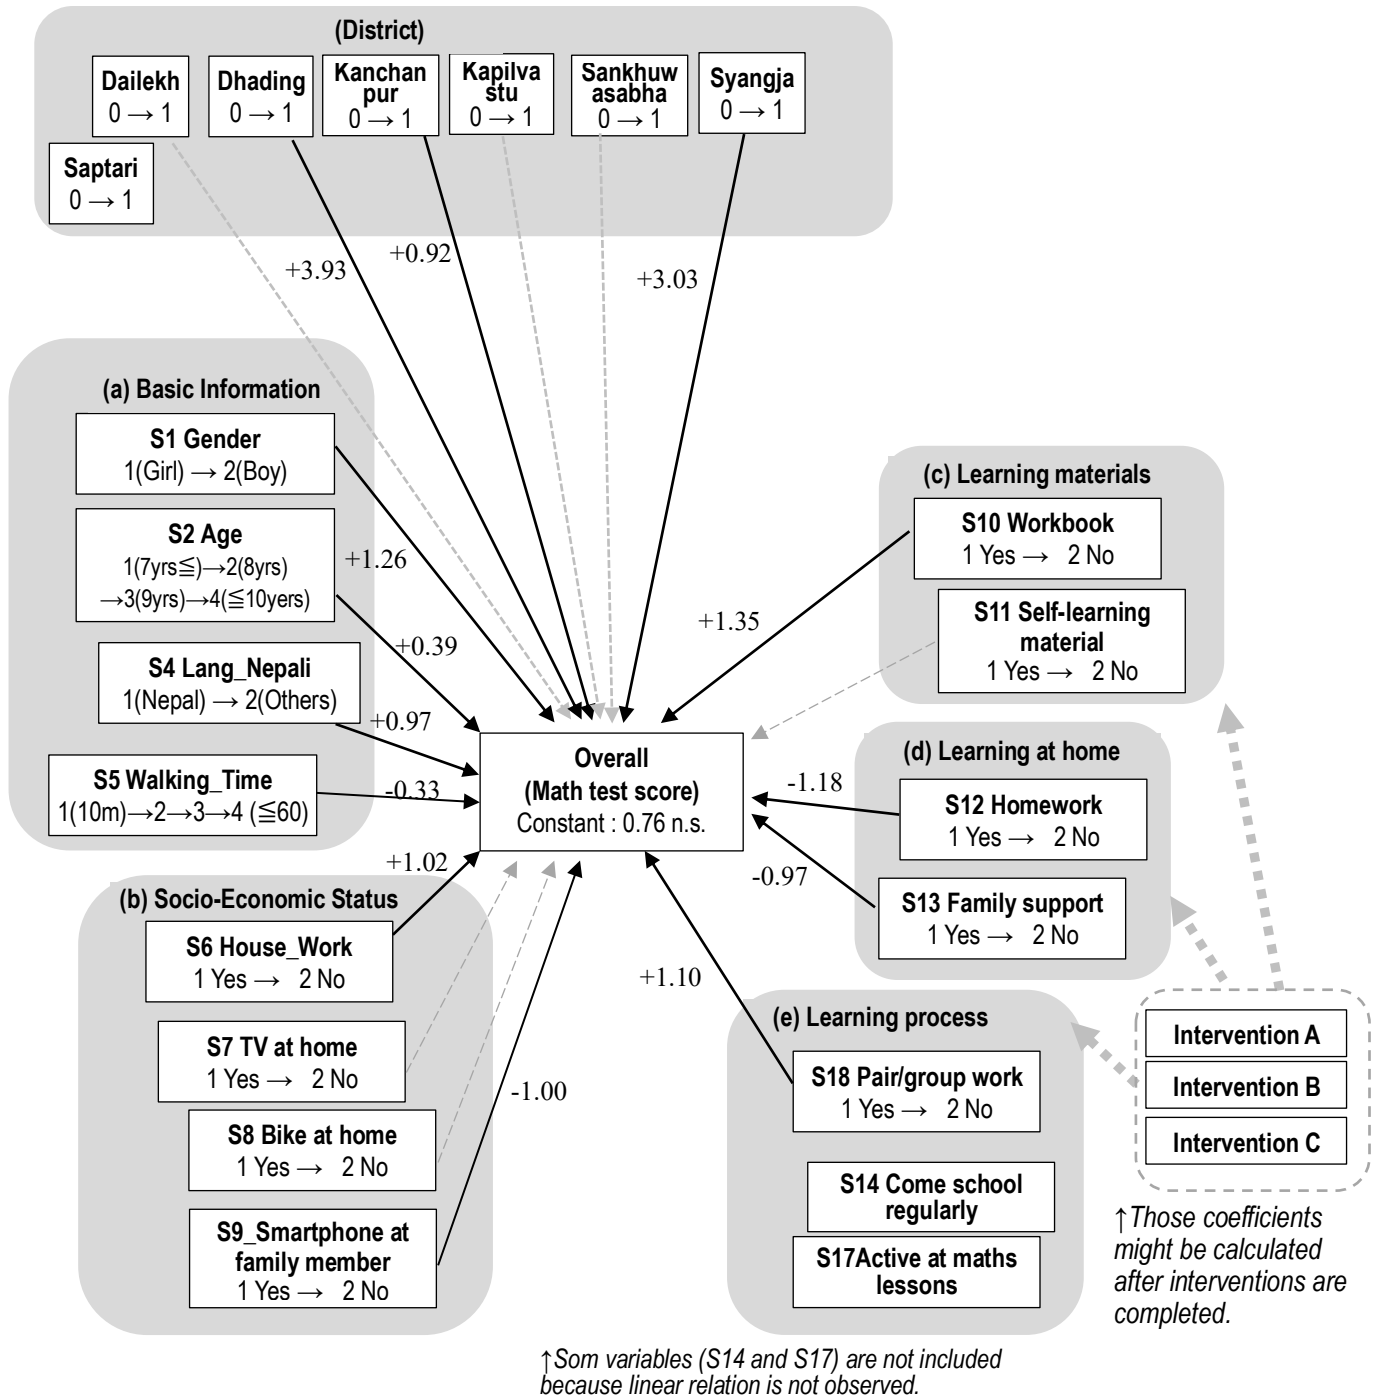 (District)
Dailekh
0 → 1
Dhading
0 → 1
Kanchan
pur
0 → 1
Kapilva
stu
0 → 1
Sankhuw
asabha
0 → 1
Syangja
0 → 1
Saptari
0 → 1
+3.93
+0.92
+3.03
(a) Basic Information
S1 Gender
1(Girl) → 2(Boy)
S2 Age
1(7yrs≦)→2(8yrs)
→3(9yrs)→4(≦10yers)
S4 Lang_Nepali
1(Nepal) → 2(Others)
S5 Walking_Time
1(10m)→2→3→4 (≦60)
+1.26
+0.39
+0.97
-0.33
Overall
(Math test score)
Constant : 0.76 n.s.
(c) Learning materials
S10 Workbook
1 Yes → 2 No
S11 Self-learning
material
1 Yes → 2 No
+1.35
(d) Learning at home
S12 Homework
1 Yes → 2 No
S13 Family support
1 Yes → 2 No
-1.18
-0.97
+1.02
(b) Socio-Economic Status
S6 House_Work
1 Yes → 2 No
S7 TV at home
1 Yes → 2 No
S8 Bike at home
1 Yes → 2 No
S9_Smartphone at
family member
1 Yes → 2 No
-1.00
+1.10
(e) Learning process
S18 Pair/group work
1 Yes → 2 No
S14 Come school
regularly
S17Active at maths
lessons
Intervention A
Intervention B
Intervention C
↑Those coefficients
might be calculated
after interventions are
completed.
↑Som variables (S14 and S17) are not included
because linear relation is not observed.